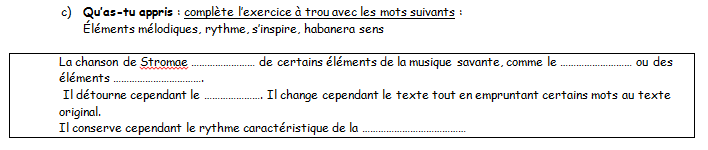 c) Qu'as-tu appris : complète l'exercice à trou avec les mots suivants :
Éléments mélodiques, rythme, s'inspire, habanera sens
La chanson de Stromae ........................ de certains éléments de la musique savante, comme le ........................... ou des
éléments .................................
Il détourne cependant le ...................... Il change cependant le texte tout en empruntant certains mots au texte
original.
Il conserve cependant le rythme caractéristique de la .......................................